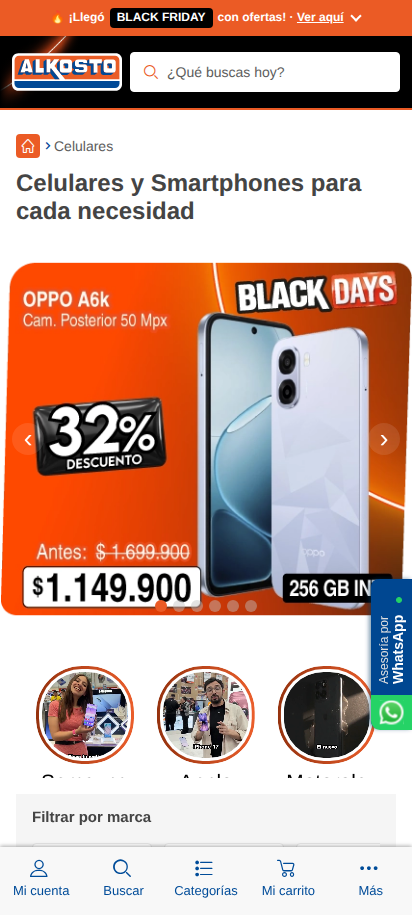 🔥 ¡Llegó BLACK FRIDAY con ofertas! · Ver aquí
ALKOSTO
¿Qué buscas hoy?
Celulares
Celulares y Smartphones para
cada necesidad
OPPO A6k
Cam. Posterior 50 Mpx
BLACK DAYS
32%
DESCUENTO
oppo
Antes: $ 1.699.900
$1.149.900
256 GB IN
Asesoría por
WhatsApp
Filtrar por marca
Mi cuenta
Buscar
Categorías
Mi carrito
Más